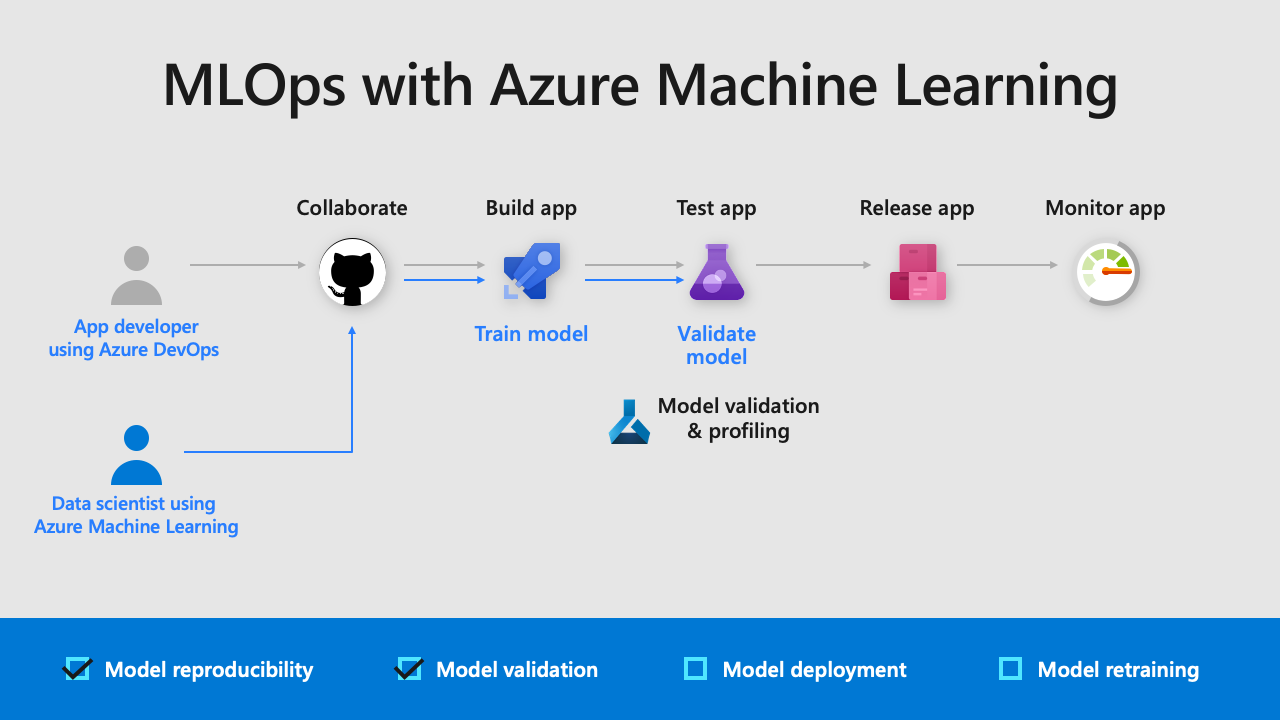 MLOps with Azure Machine Learning
Collaborate
Build app
Test app
Release app
Monitor app
App developer
using Azure DevOps
Train model
Validate
model
Model validation
& profiling
Data scientist using
Azure Machine Learning
Model reproducibility
Model validation
Model deployment
Model retraining